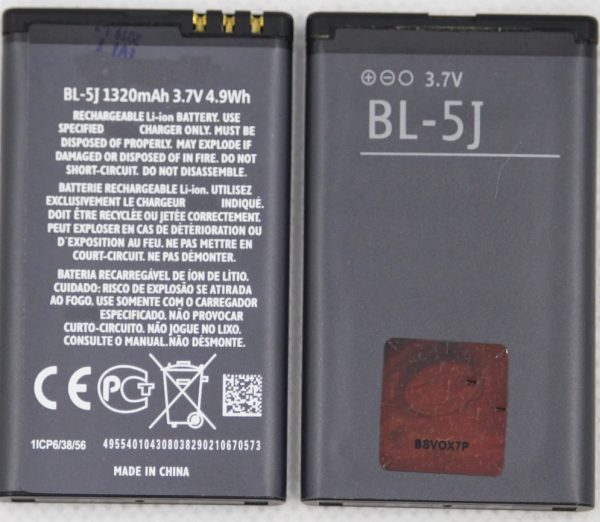 BL-5J 1320mAh 3.7V 4.9Wh
RECHARGEABLE Li-ion BATTERY. USE
SPECIFIED CHARGER ONLY. MUST BE
DISPOSED OF PROPERLY. MAY EXPLODE IF
DAMAGED OR DISPOSED OF IN FIRE. DO NOT
SHORT-CIRCUIT. DO NOT DISASSEMBLE.
BATTERIE RECHARGEABLE Li-ion. UTILISEZ
EXCLUSIVEMENT LE CHARGEUR INDIQUÉ.
DOIT ÊTRE RECYCLÉE OU JETÉE CORRECTEMENT.
PEUT EXPLOSER EN CAS DE DÉTÉRIORATION OU
D'EXPOSITION AU FEU. NE PAS METTRE EN
COURT-CIRCUIT. NE PAS DÉMONTER.
BATERIA RECARREGÁVEL DE ÍON DE LÍTIO.
CUIDADO: RISCO DE EXPLOSÃO SE ATIRADA
AO FOGO. USE SOMENTE COM O CARREGADOR
ESPECIFICADO. NÃO PROVOCAR
CURTO-CIRCUITO. NÃO JOGUE NO LIXO.
CONSULTE O MANUAL.NÃO DESMONTAR.
CE PCT
1ICP6/38/56 495540104308038290210670573
MADE IN CHINA
3.7V
BL-5J
BSVOX7P